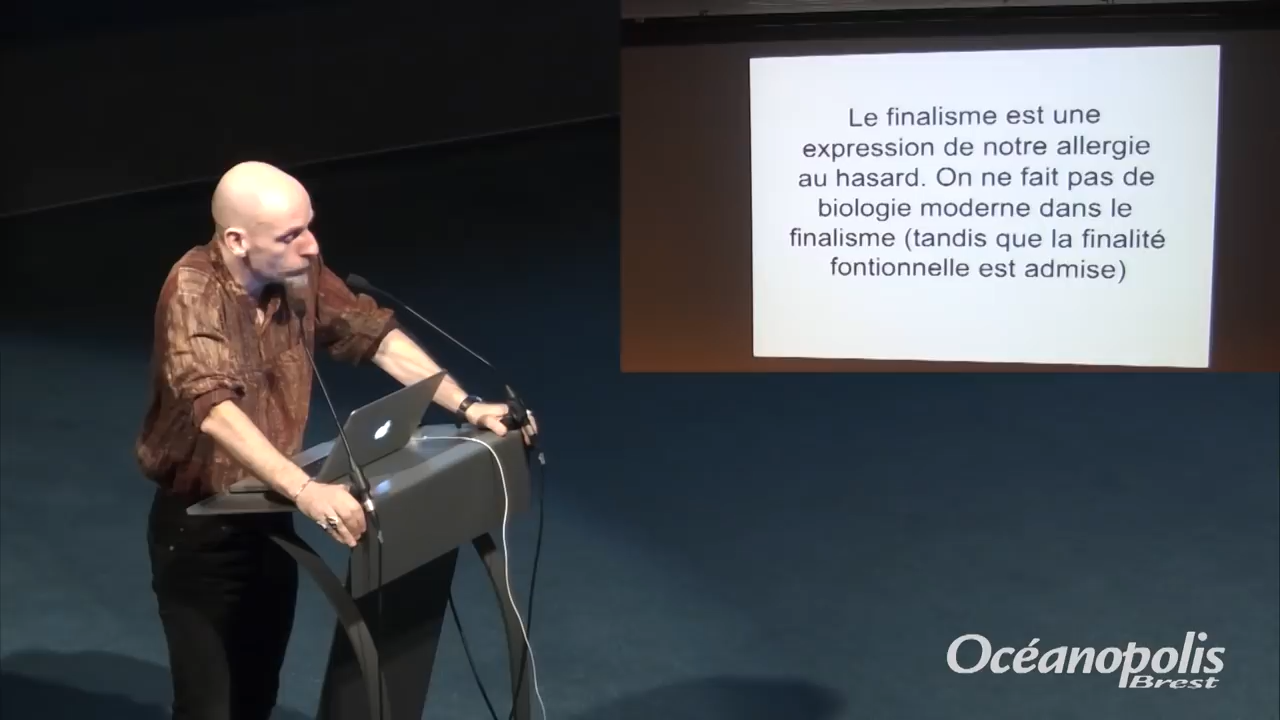 Le finalisme est une
expression de notre allergie
au hasard. On ne fait pas de
biologie moderne dans le
finalisme (tandis que la finalité
fontionnelle est admise)
Océanopolis
Brest